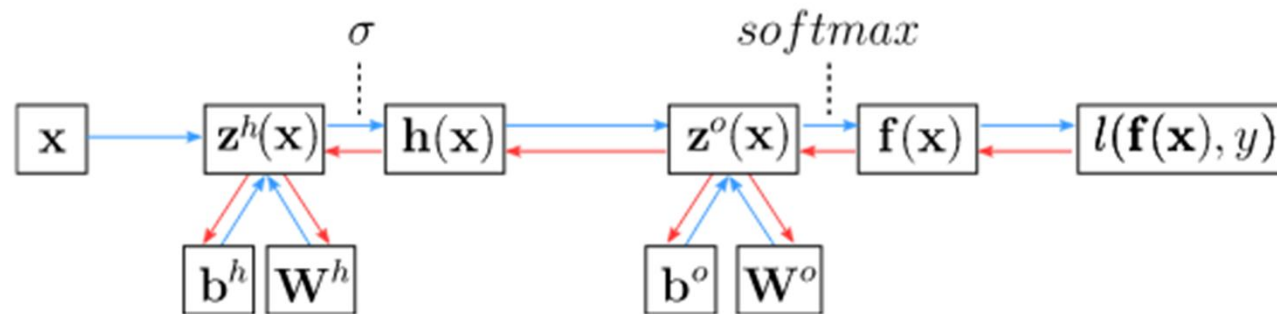 σ softmax
x z^h(x) h(x) z^o(x) f(x) l(f(x), y)
b^h W^h b^o W^o